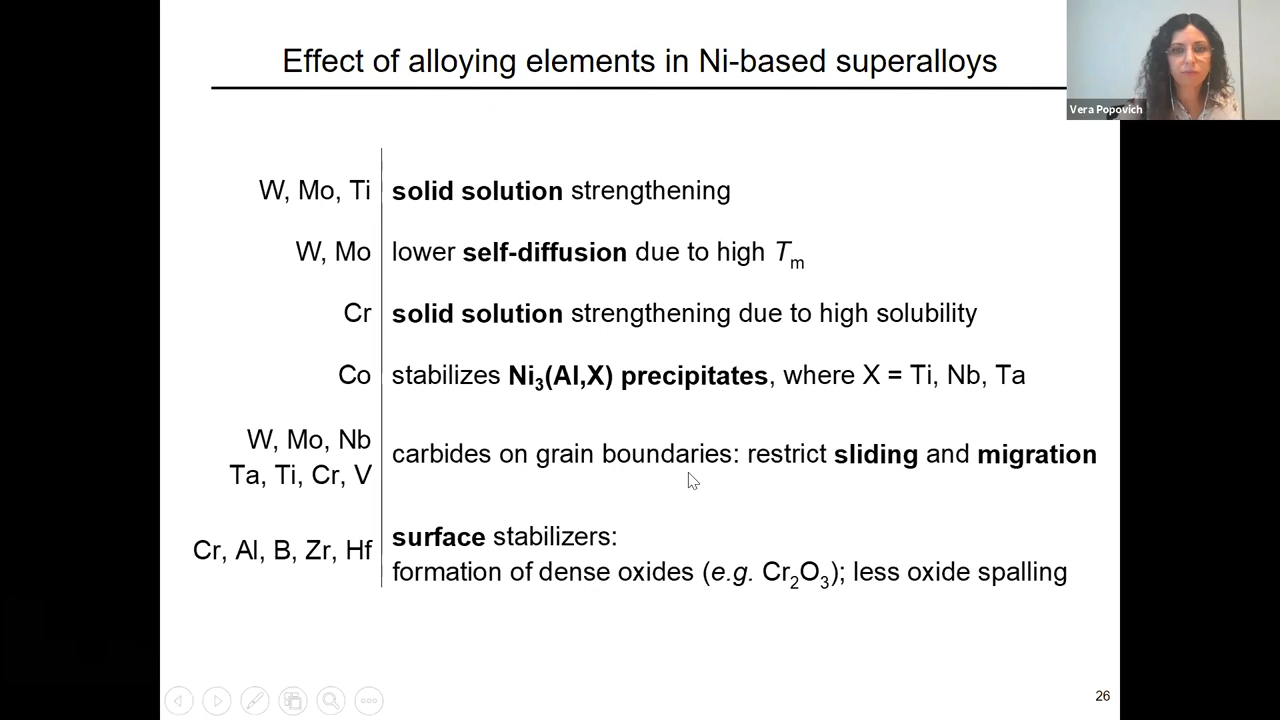 Effect of alloying elements in Ni-based superalloys
Vera Popovich
W, Mo, Ti solid solution strengthening
W, Mo lower self-diffusion due to high Tm
Cr solid solution strengthening due to high solubility
Co stabilizes Ni3(Al,X) precipitates, where X = Ti, Nb, Ta
W, Mo, Nb
Ta, Ti, Cr, V
carbides on grain boundaries: restrict sliding and migration
Cr, Al, B, Zr, Hf
surface stabilizers:
formation of dense oxides (e.g. Cr2O3); less oxide spalling
26